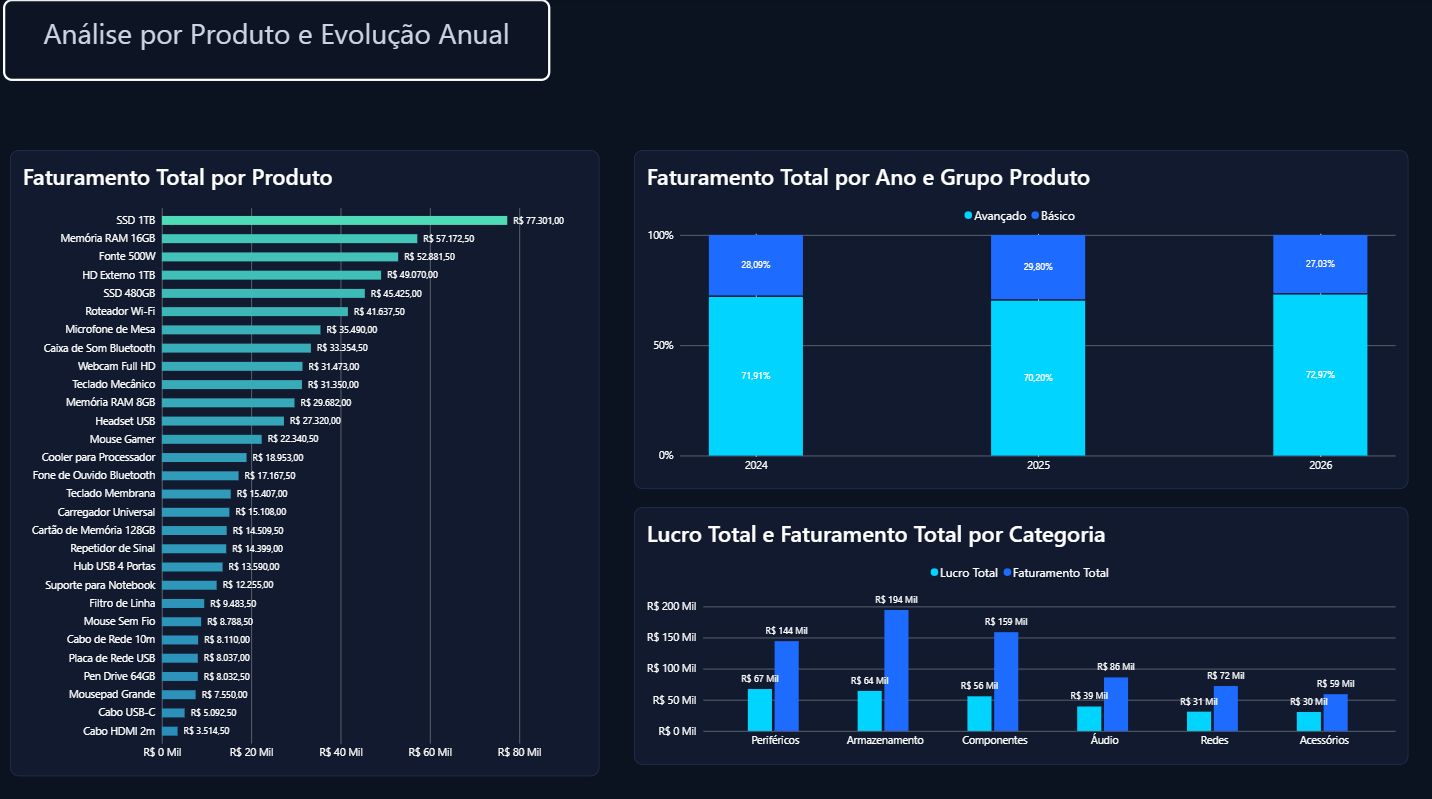 Análise por Produto e Evolução Anual
Faturamento Total por Produto
SSD 1TB R$ 77.301,00
Memória RAM 16GB R$ 57.172,50
Fonte 500W R$ 52.881,50
HD Externo 1TB R$ 49.070,00
SSD 480GB R$ 45.425,00
Roteador Wi-Fi R$ 41.637,50
Microfone de Mesa R$ 35.490,00
Caixa de Som Bluetooth R$ 33.354,50
Webcam Full HD R$ 31.473,00
Teclado Mecânico R$ 31.350,00
Memória RAM 8GB R$ 29.682,00
Headset USB R$ 27.320,00
Mouse Gamer R$ 22.340,50
Cooler para Processador R$ 18.953,00
Fone de Ouvido Bluetooth R$ 17.167,50
Teclado Membrana R$ 15.407,00
Carregador Universal R$ 15.108,00
Cartão de Memória 128GB R$ 14.509,50
Repetidor de Sinal R$ 14.399,00
Hub USB 4 Portas R$ 13.590,00
Suporte para Notebook R$ 12.255,00
Filtro de Linha R$ 9.483,50
Mouse Sem Fio R$ 8.788,50
Cabo de Rede 10m R$ 8.110,00
Placa de Rede USB R$ 8.037,00
Pen Drive 64GB R$ 8.032,50
Mousepad Grande R$ 7.550,00
Cabo USB-C R$ 5.092,50
Cabo HDMI 2m R$ 3.514,50
R$ 0 Mil R$ 20 Mil R$ 40 Mil R$ 60 Mil R$ 80 Mil
Faturamento Total por Ano e Grupo Produto
Avançado Básico
100%
28,09% 29,80% 27,03%
50%
71,91% 70,20% 72,97%
0%
2024 2025 2026
Lucro Total e Faturamento Total por Categoria
Lucro Total Faturamento Total
R$ 200 Mil
R$ 150 Mil
R$ 100 Mil
R$ 50 Mil
R$ 0 Mil
R$ 67 Mil R$ 144 Mil
R$ 64 Mil R$ 194 Mil
R$ 56 Mil R$ 159 Mil
R$ 39 Mil R$ 86 Mil
R$ 31 Mil R$ 72 Mil
R$ 30 Mil R$ 59 Mil
Periféricos Armazenamento Componentes Áudio Redes Acessórios